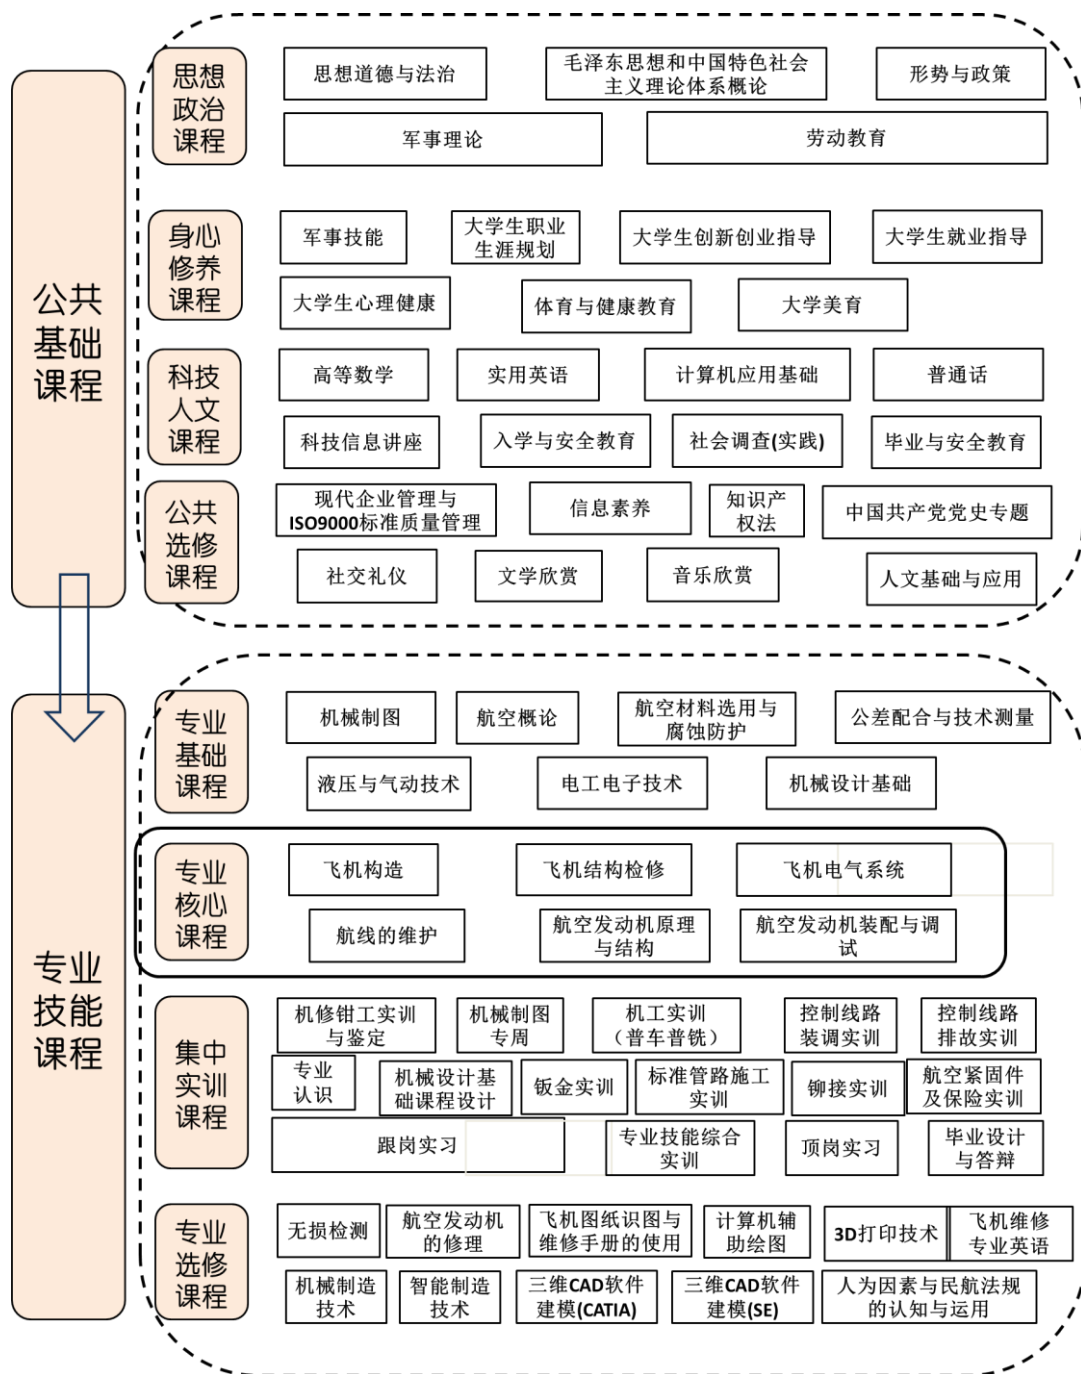 公共
基础
课程
思想
政治
课程
思想道德与法治
毛泽东思想和中国特色社会
主义理论体系概论
形势与政策
军事理论
劳动教育
身心
修养
课程
军事技能
大学生职业
生涯规划
大学生创新创业指导
大学生就业指导
大学生心理健康
体育与健康教育
大学美育
科技
人文
课程
高等数学
实用英语
计算机应用基础
普通话
科技信息讲座
入学与安全教育
社会调查(实践)
毕业与安全教育
公共
选修
课程
现代企业管理与
ISO9000标准质量管理
信息素养
知识产
权法
中国共产党党史专题
社交礼仪
文学欣赏
音乐欣赏
人文基础与应用
专业
技能
课程
专业
基础
课程
机械制图
航空概论
航空材料选用与
腐蚀防护
公差配合与技术测量
液压与气动技术
电工电子技术
机械设计基础
专业
核心
课程
飞机构造
飞机结构检修
飞机电气系统
航线的维护
航空发动机原理
与结构
航空发动机装配与调
试
集中
实训
课程
机修钳工实训
与鉴定
机械制图
专周
机工实训
（普车普铣）
控制线路
装调实训
控制线路
排故实训
专业
认识
机械设计基
础课程设计
钣金实训
标准管路施工
实训
铆接实训
航空紧固件
及保险实训
跟岗实习
专业技能综合
实训
顶岗实习
毕业设计
与答辩
专业
选修
课程
无损检测
航空发动机
的修理
飞机图纸识图与
维修手册的使用
计算机辅
助绘图
3D打印技术
飞机维修
专业英语
机械制造
技术
智能制造
技术
三维CAD软件
建模(CATIA)
三维CAD软件
建模(SE)
人为因素与民航法规
的认知与运用